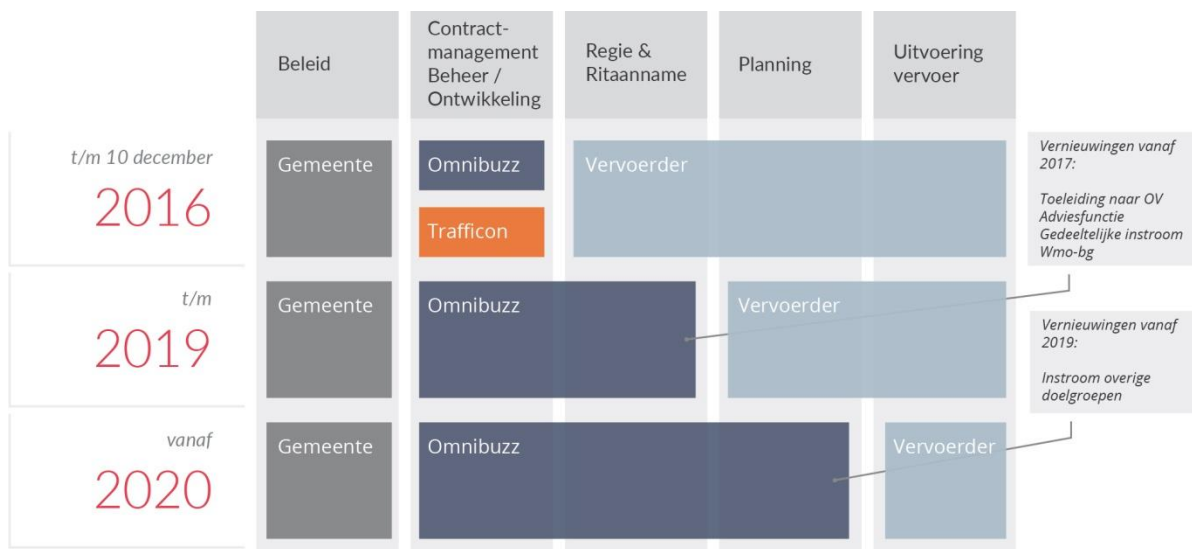 Beleid
Contract-
management
Beheer /
Ontwikkeling
Regie &
Ritaanname
Planning
Uitvoering
vervoer
t/m 10 december
2016
Gemeente
Omnibuzz
Trafficon
Vervoerder
Vernieuwingen vanaf
2017:
Toeleiding naar OV
Adviesfunctie
Gedeeltelijke instroom
Wmo-bg
t/m
2019
Gemeente
Omnibuzz
Vervoerder
Vernieuwingen vanaf
2019:
Instroom overige
doelgroepen
vanaf
2020
Gemeente
Omnibuzz
Vervoerder